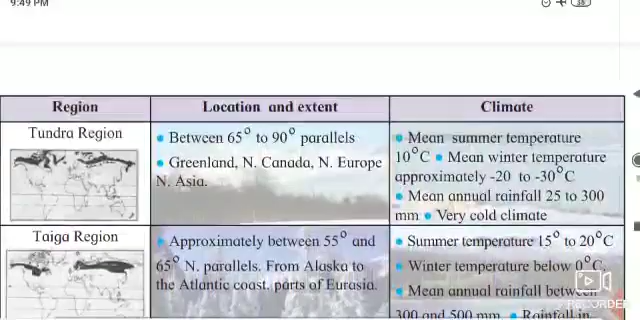 9:49 PM
35
Region
Location and extent
Climate
Tundra Region
• Between 65° to 90° parallels
• Greenland, N. Canada, N. Europe
N. Asia.
• Mean summer temperature
10°C • Mean winter temperature
approximately -20 to -30°C
• Mean annual rainfall 25 to 300
mm • Very cold climate
Taiga Region
• Approximately between 55° and
65° N. parallels. From Alaska to
the Atlantic coast. parts of Eurasia.
• Summer temperature 15° to 20°C
• Winter temperature below 0°C.
• Mean annual rainfall between
300 and 500 mm • Rainfall in
RECORDER